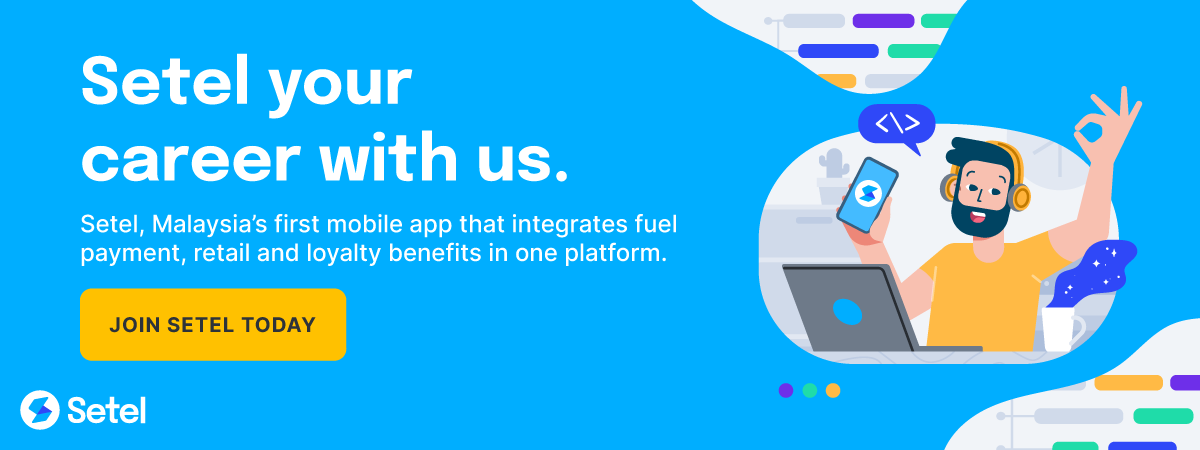 Setel your
career with us.
Setel, Malaysia’s first mobile app that integrates fuel
payment, retail and loyalty benefits in one platform.
JOIN SETEL TODAY
Setel
<\>